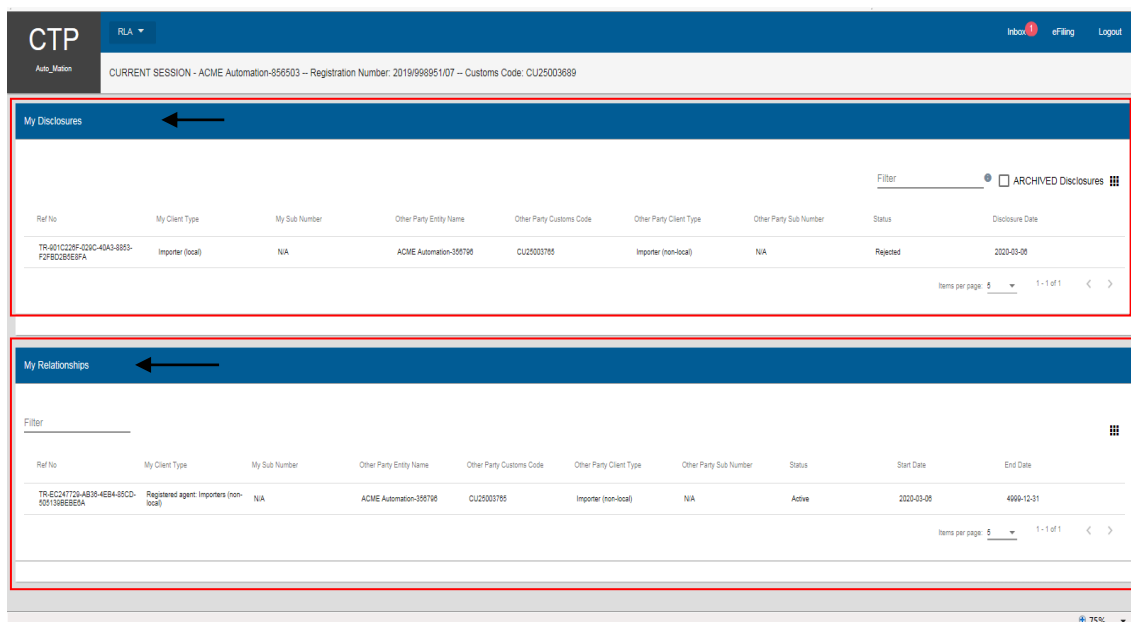 CTP
Auto_Mation
RLA
Inbox 1 eFiling Logout
CURRENT SESSION - ACME Automation-856503 -- Registration Number: 2019/998951/07 -- Customs Code: CU25003689
My Disclosures
Filter ARCHIVED Disclosures
Ref No My Client Type My Sub Number Other Party Entity Name Other Party Customs Code Other Party Client Type Other Party Sub Number Status Disclosure Date
TR-901C226F-029C-40A3-8853- Importer (local) N/A ACME Automation-356796 CU25003765 Importer (non-local) N/A Rejected 2020-03-06
F2FBD2B5E8FA
Items per page: 5 1 - 1 of 1
My Relationships
Filter
Ref No My Client Type My Sub Number Other Party Entity Name Other Party Customs Code Other Party Client Type Other Party Sub Number Status Start Date End Date
TR-EC247729-AB36-4EB4-85CD- Registered agent: Importers (non- N/A ACME Automation-356796 CU25003765 Importer (non-local) N/A Active 2020-03-06 4999-12-31
505139BEBE6A local)
Items per page: 5 1 - 1 of 1
75%